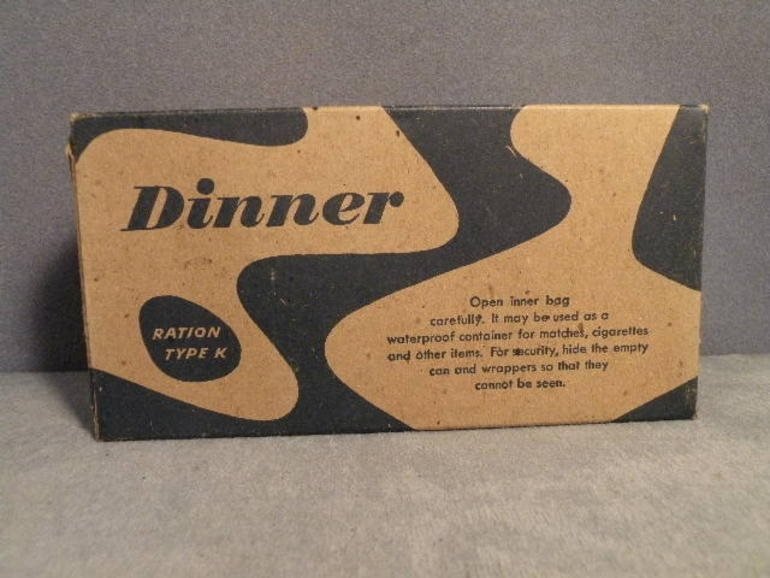 Dinner
RATION
TYPE K
Open inner bag
carefully. It may be used as a
waterproof container for matches, cigarettes
and other items. For security, hide the empty
can and wrappers so that they
cannot be seen.